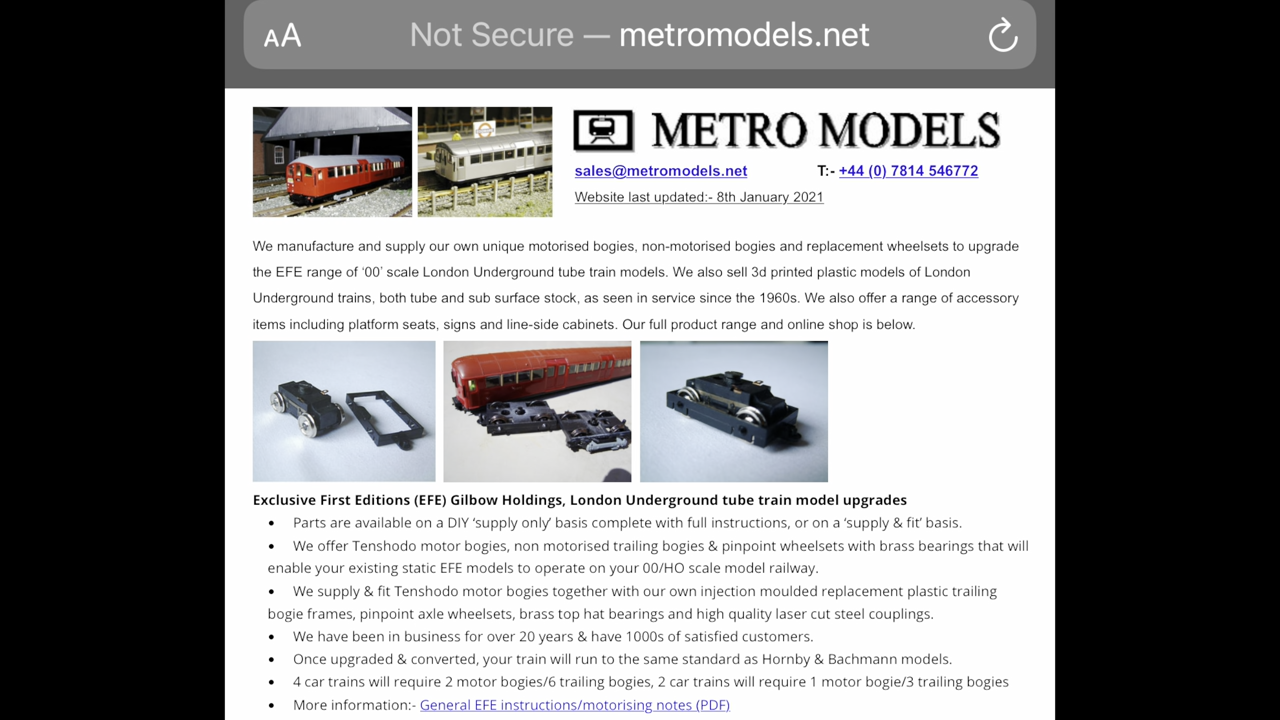 AA Not Secure — metromodels.net
METRO MODELS
sales@metromodels.net T:- +44 (0) 7814 546772
Website last updated:- 8th January 2021
We manufacture and supply our own unique motorised bogies, non-motorised bogies and replacement wheelsets to upgrade
the EFE range of ‘00’ scale London Underground tube train models. We also sell 3d printed plastic models of London
Underground trains, both tube and sub surface stock, as seen in service since the 1960s. We also offer a range of accessory
items including platform seats, signs and line-side cabinets. Our full product range and online shop is below.
Exclusive First Editions (EFE) Gilbow Holdings, London Underground tube train model upgrades
• Parts are available on a DIY ‘supply only’ basis complete with full instructions, or on a ‘supply & fit’ basis.
• We offer Tenshodo motor bogies, non motorised trailing bogies & pinpoint wheelsets with brass bearings that will
enable your existing static EFE models to operate on your 00/HO scale model railway.
• We supply & fit Tenshodo motor bogies together with our own injection moulded replacement plastic trailing
bogie frames, pinpoint axle wheelsets, brass top hat bearings and high quality laser cut steel couplings.
• We have been in business for over 20 years & have 1000s of satisfied customers.
• Once upgraded & converted, your train will run to the same standard as Hornby & Bachmann models.
• 4 car trains will require 2 motor bogies/6 trailing bogies, 2 car trains will require 1 motor bogie/3 trailing bogies
• More information:- General EFE instructions/motorising notes (PDF)